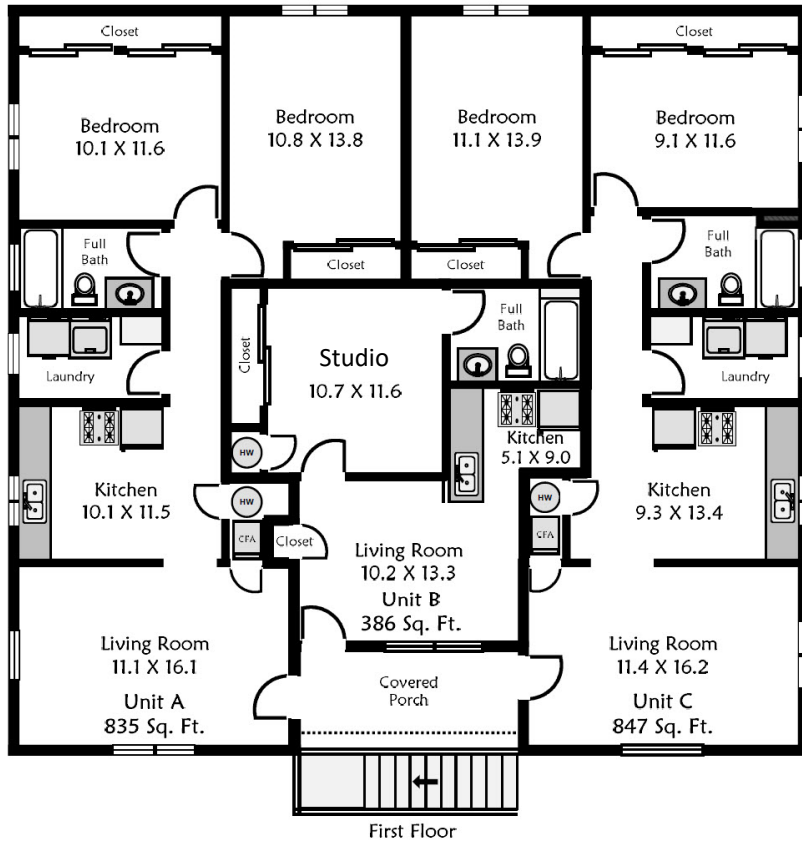 Closet
Closet
Bedroom
10.1 X 11.6
Bedroom
10.8 X 13.8
Bedroom
11.1 X 13.9
Bedroom
9.1 X 11.6
Full
Bath
Closet
Closet
Full
Bath
Closet
Studio
10.7 X 11.6
Full
Bath
Laundry
Laundry
Kitchen
5.1 X 9.0
HW
Kitchen
10.1 X 11.5
HW
HW
Kitchen
9.3 X 13.4
CFA
Closet
CFA
Living Room
10.2 X 13.3
Unit B
386 Sq. Ft.
Living Room
11.1 X 16.1
Unit A
835 Sq. Ft.
Covered
Porch
Living Room
11.4 X 16.2
Unit C
847 Sq. Ft.
First Floor